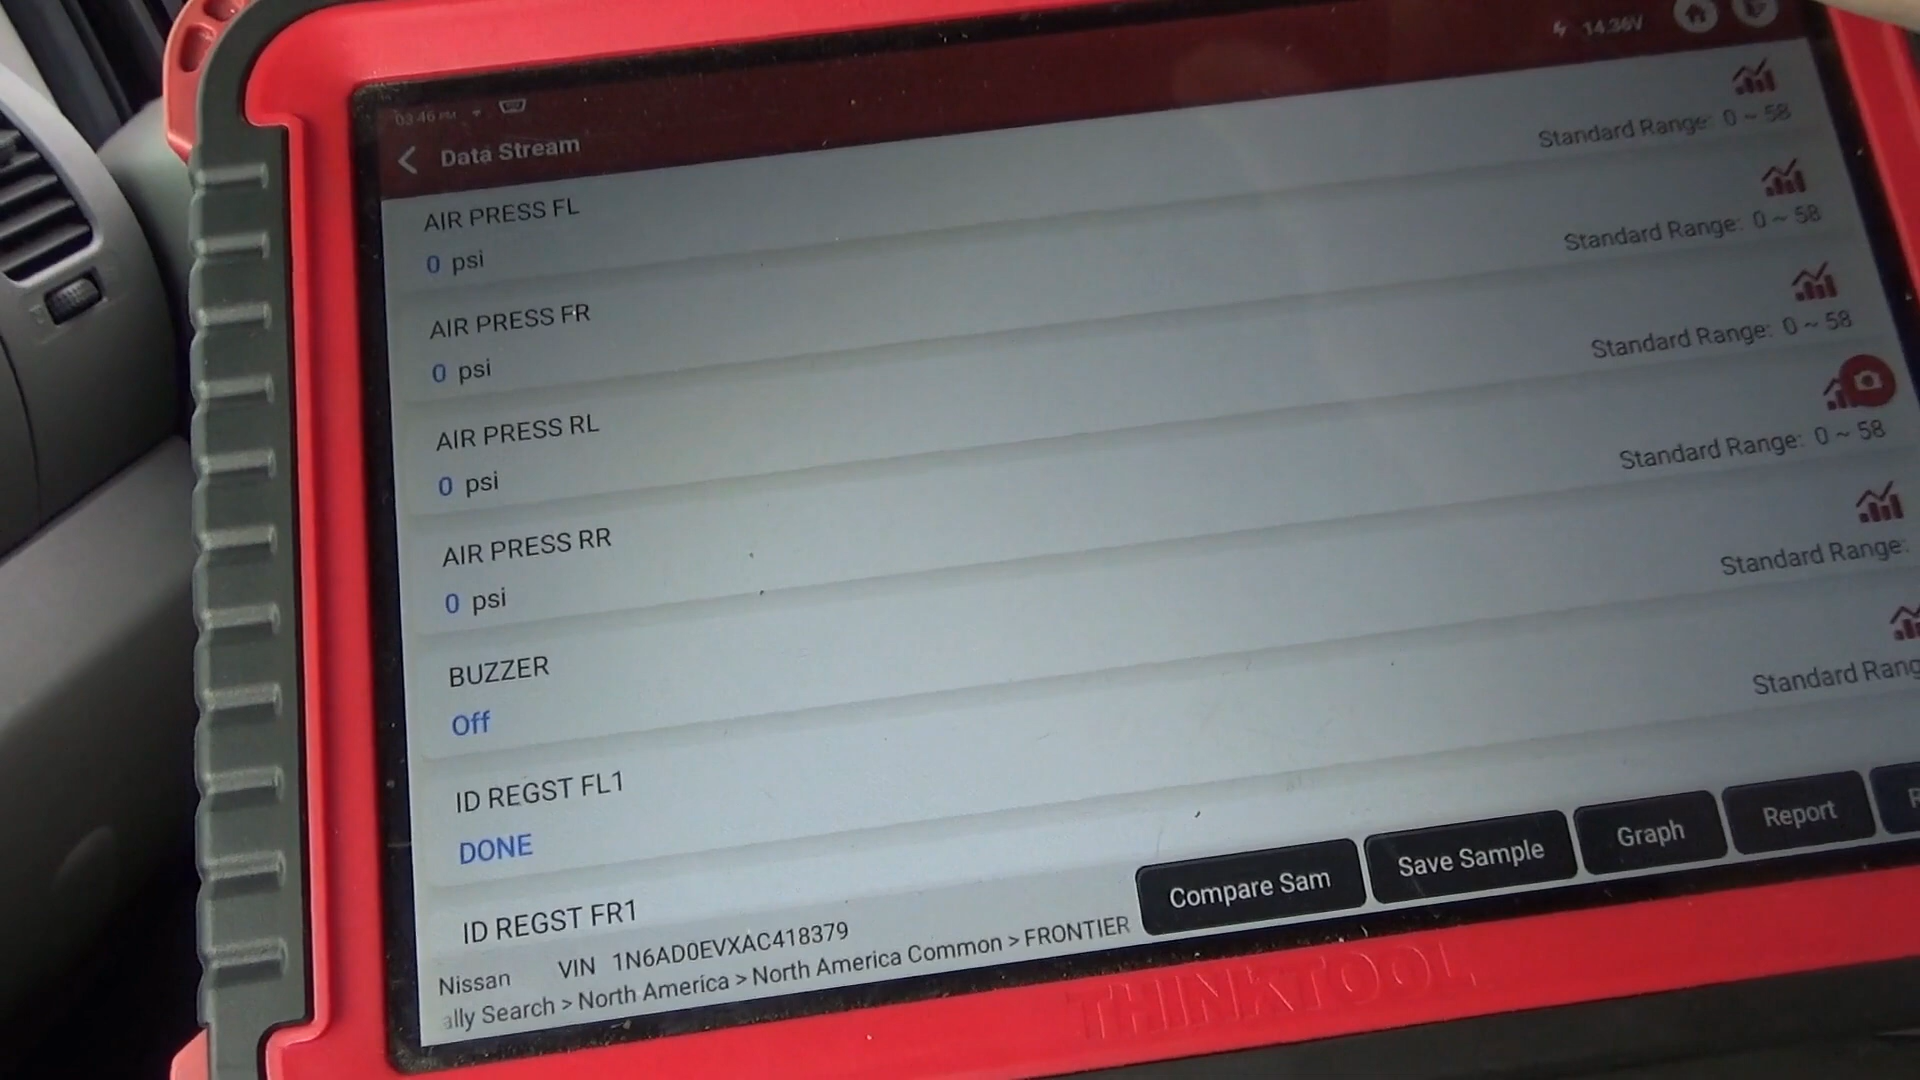 03:46 PM
14.36V
Data Stream
AIR PRESS FL
0 psi
Standard Range: 0 ~ 58
AIR PRESS FR
0 psi
Standard Range: 0 ~ 58
AIR PRESS RL
0 psi
Standard Range: 0 ~ 58
AIR PRESS RR
0 psi
Standard Range: 0 ~ 58
BUZZER
Off
Standard Range:
ID REGST FL1
DONE
Standard Rang
ID REGST FR1
Compare Sam
Save Sample
Graph
Report
Nissan VIN 1N6AD0EVXAC418379
ally Search > North America > North America Common > FRONTIER
THINKTOOL